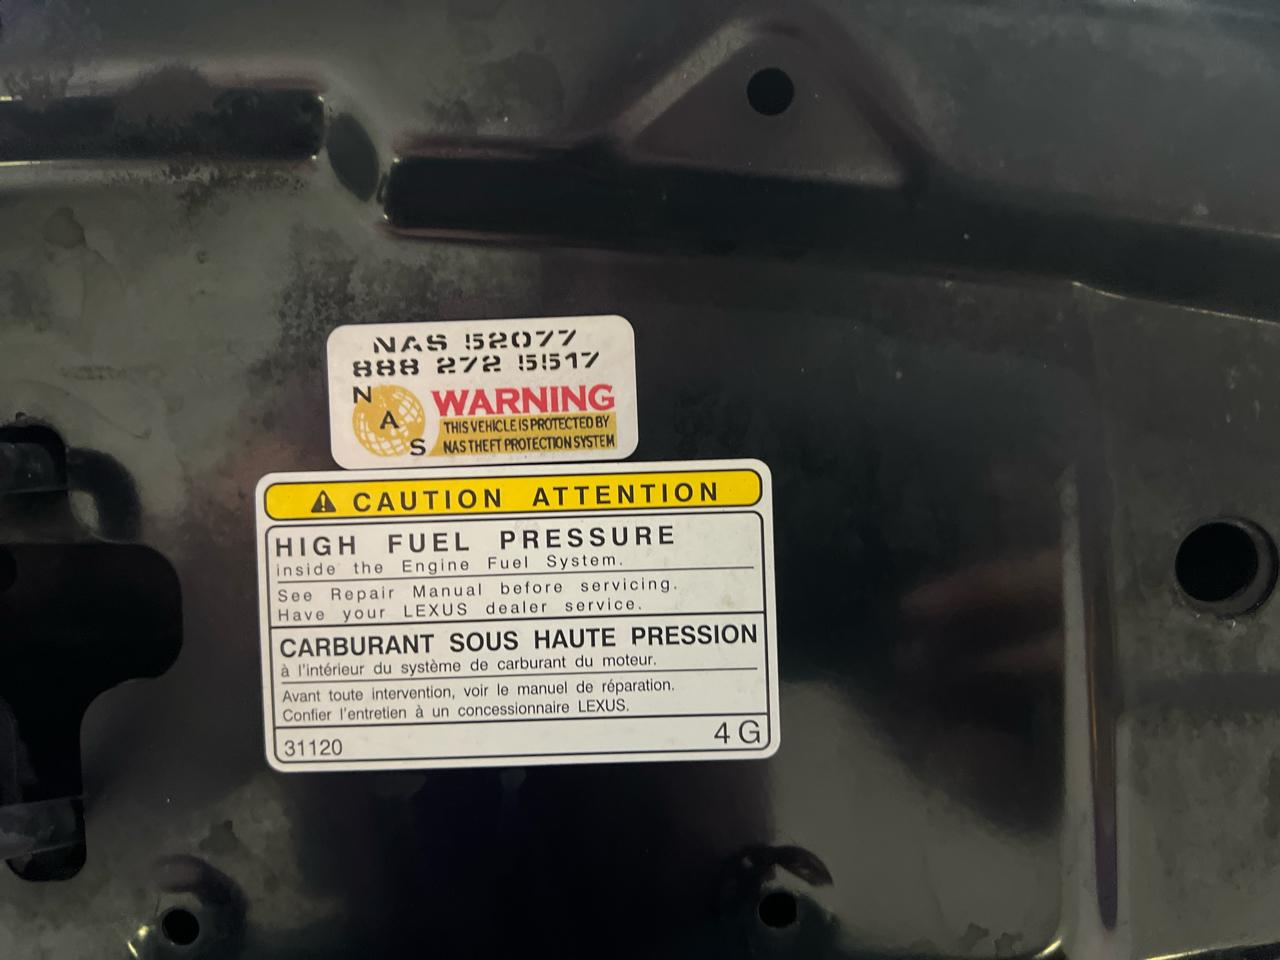 NAS 52077
888 272 5517
N
A
S
WARNING
THIS VEHICLE IS PROTECTED BY
NAS THEFT PROTECTION SYSTEM
CAUTION ATTENTION
HIGH FUEL PRESSURE
inside the Engine Fuel System.
See Repair Manual before servicing.
Have your LEXUS dealer service.
CARBURANT SOUS HAUTE PRESSION
à l'intérieur du système de carburant du moteur.
Avant toute intervention, voir le manuel de réparation.
Confier l'entretien à un concessionnaire LEXUS.
31120
4G